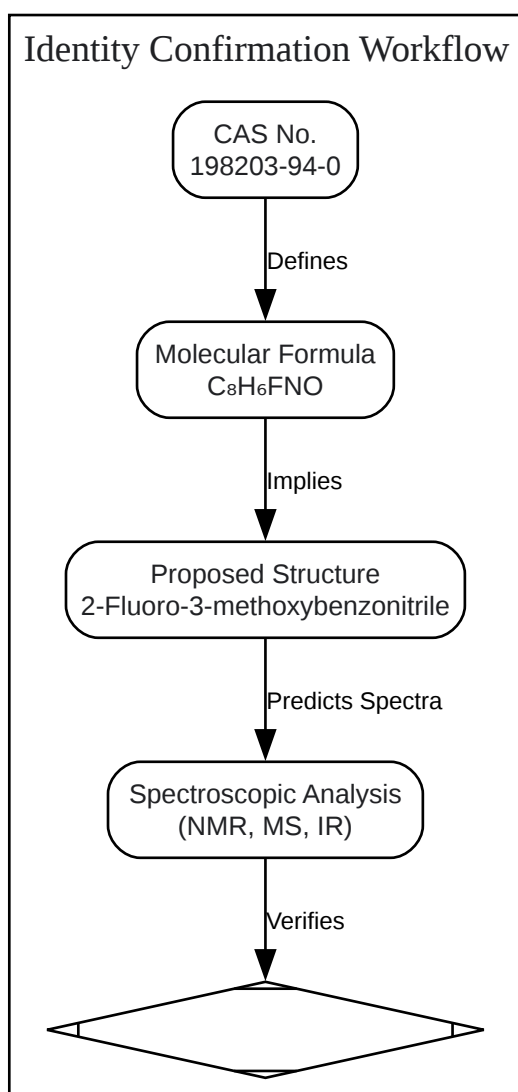 Identity Confirmation Workflow
CAS No.
198203-94-0
Defines
Molecular Formula
C₈H₆FNO
Implies
Proposed Structure
2-Fluoro-3-methoxybenzonitrile
Predicts Spectra
Spectroscopic Analysis
(NMR, MS, IR)
Verifies